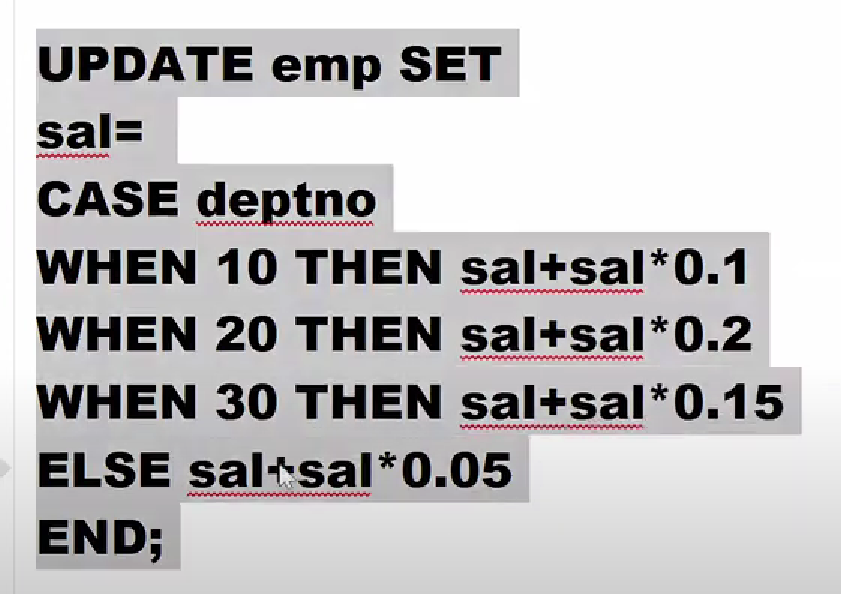 UPDATE emp SET
sal=
CASE deptno
WHEN 10 THEN sal+sal*0.1
WHEN 20 THEN sal+sal*0.2
WHEN 30 THEN sal+sal*0.15
ELSE sal+sal*0.05
END;